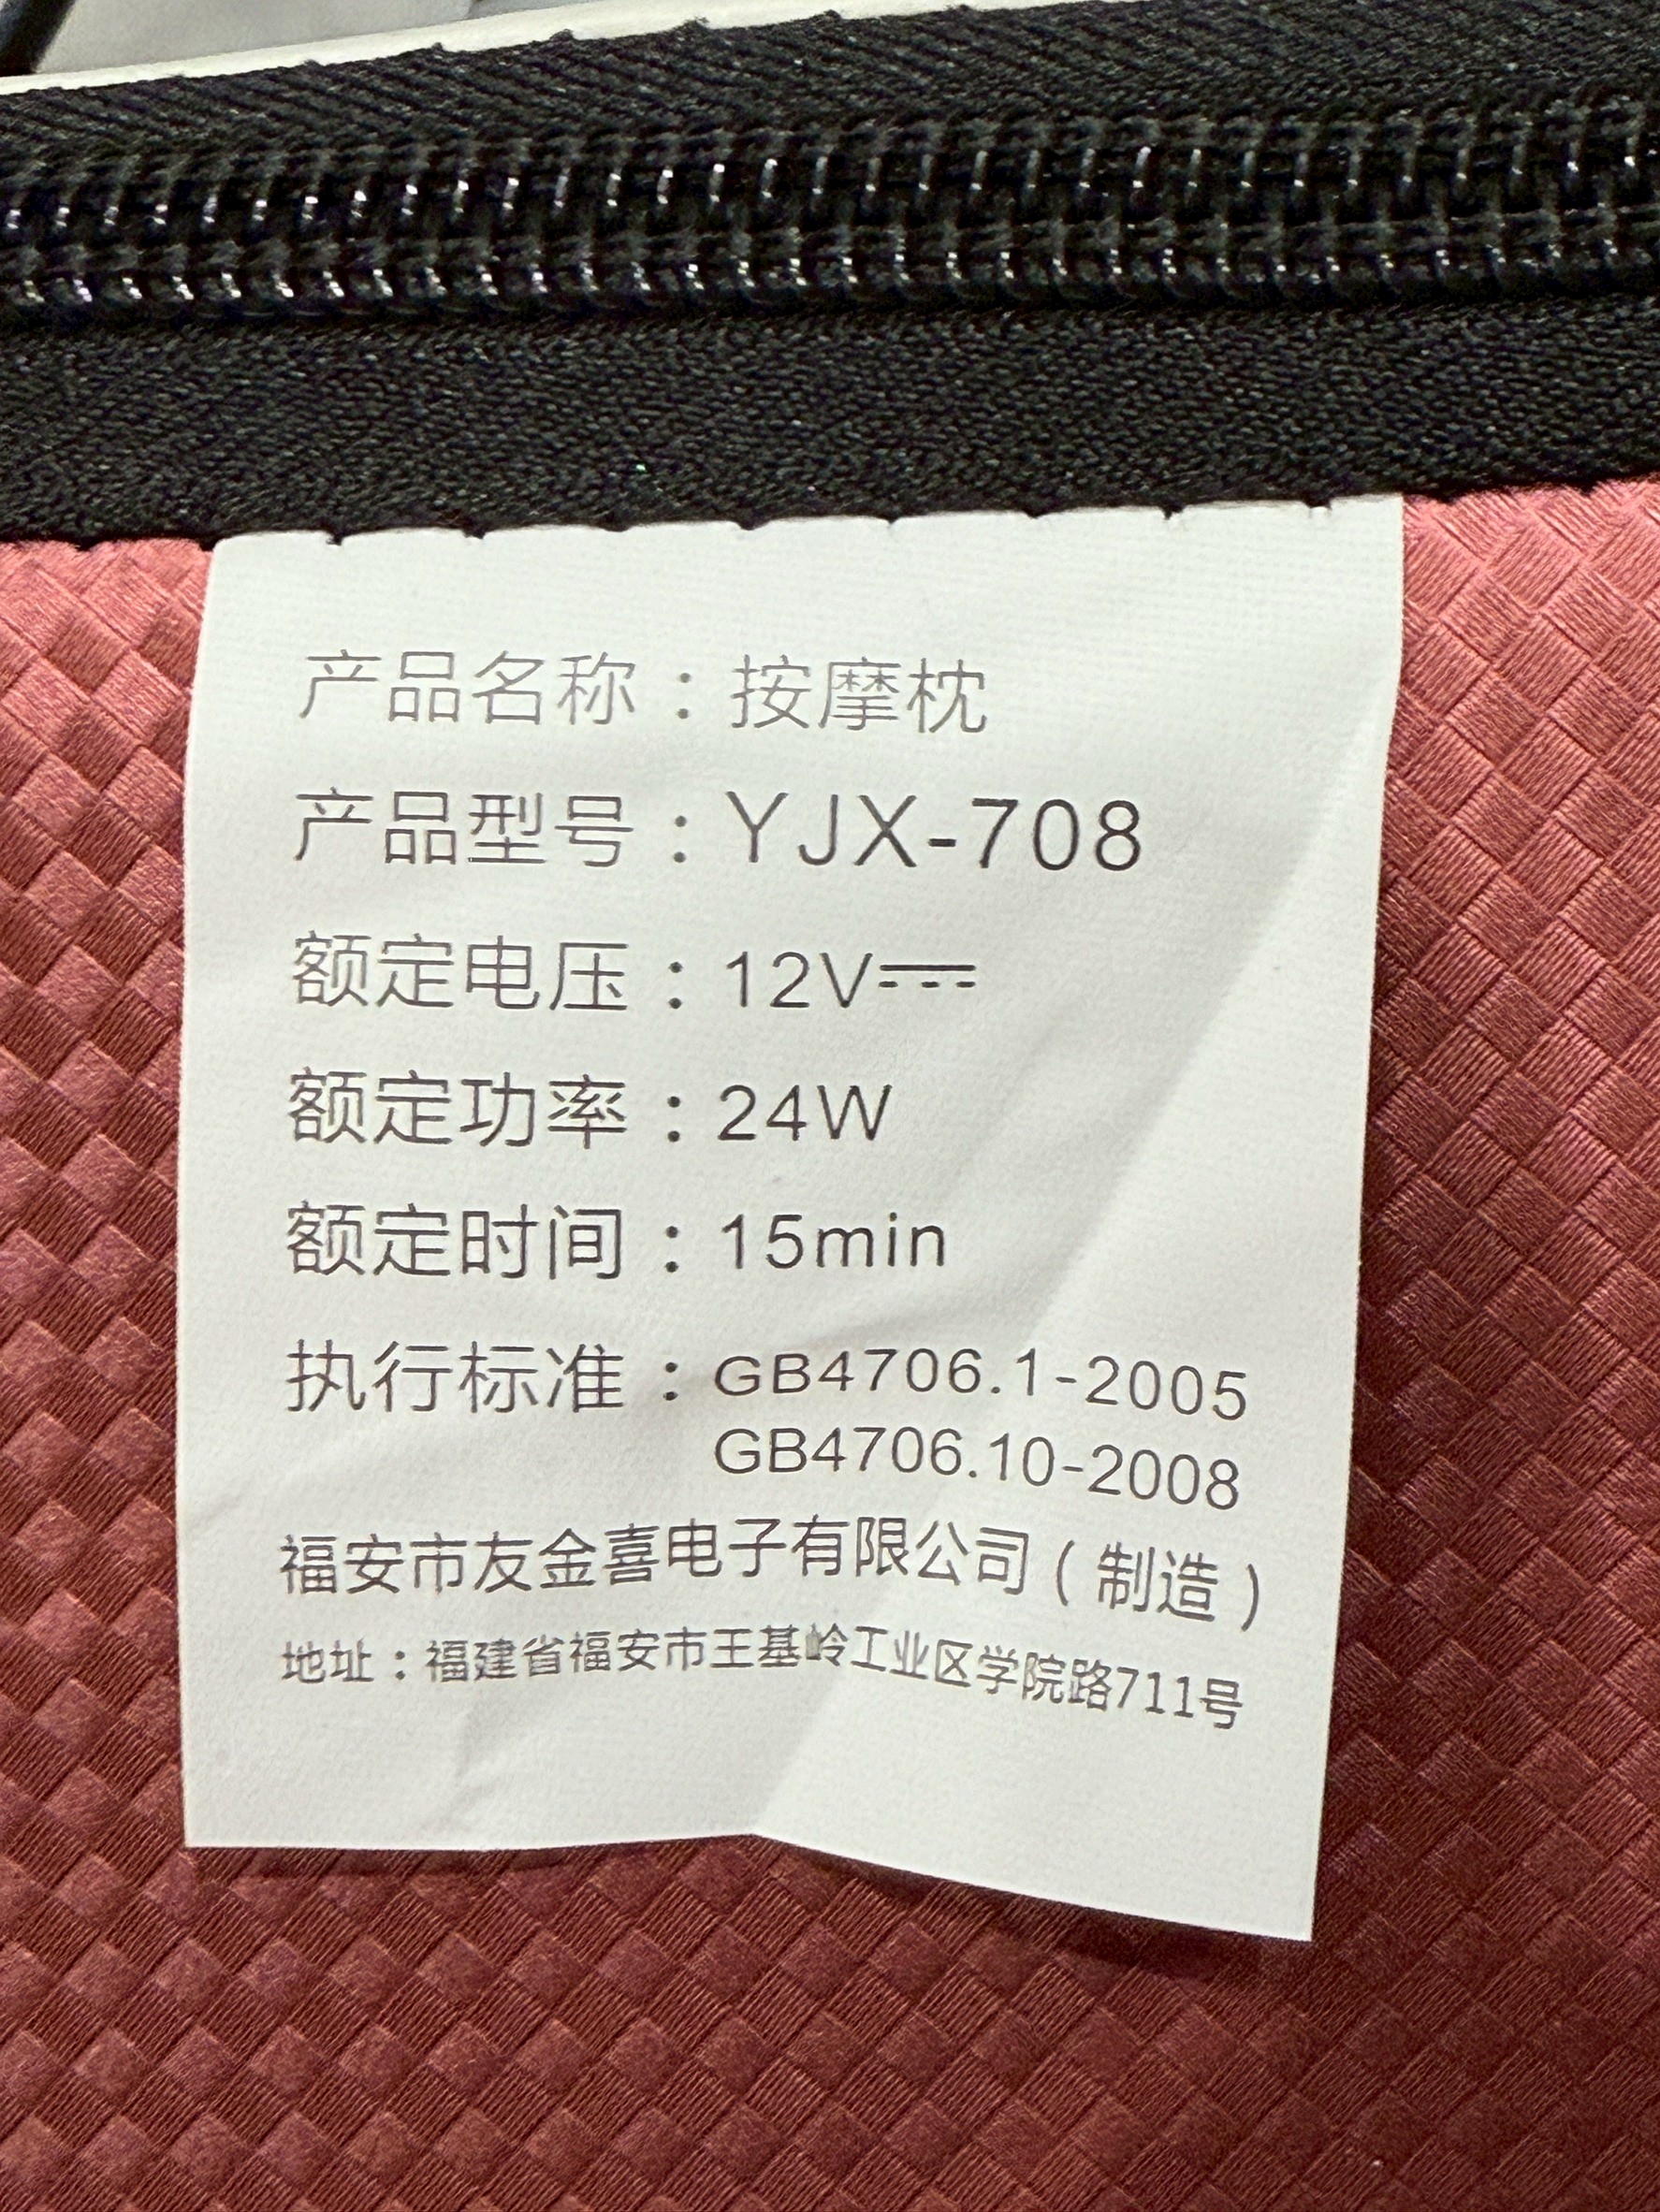 产品名称：按摩枕
产品型号：YJX-708
额定电压：12V⎓
额定功率：24W
额定时间：15min
执行标准：GB4706.1-2005
GB4706.10-2008
福安市友金喜电子有限公司（制造）
地址：福建省福安市王基岭工业区学院路711号